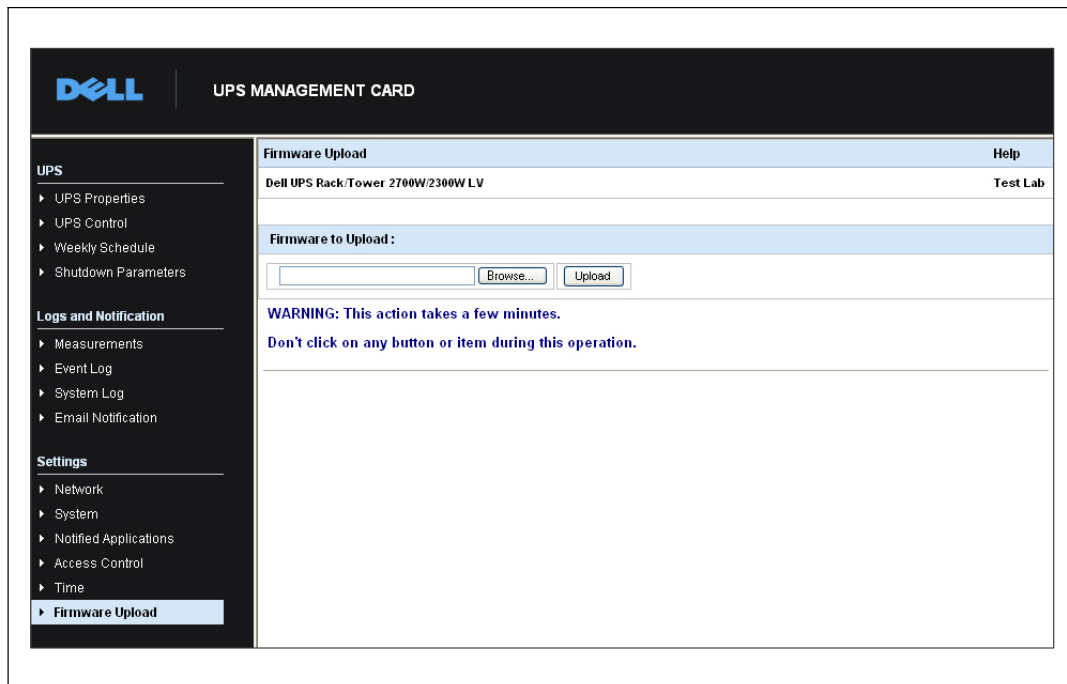 DELL
UPS MANAGEMENT CARD
UPS
UPS Properties
UPS Control
Weekly Schedule
Shutdown Parameters
Logs and Notification
Measurements
Event Log
System Log
Email Notification
Settings
Network
System
Notified Applications
Access Control
Time
Firmware Upload
Firmware Upload Help
Dell UPS Rack/Tower 2700W/2300W LV Test Lab
Firmware to Upload :
Browse... Upload
WARNING: This action takes a few minutes.
Don't click on any button or item during this operation.